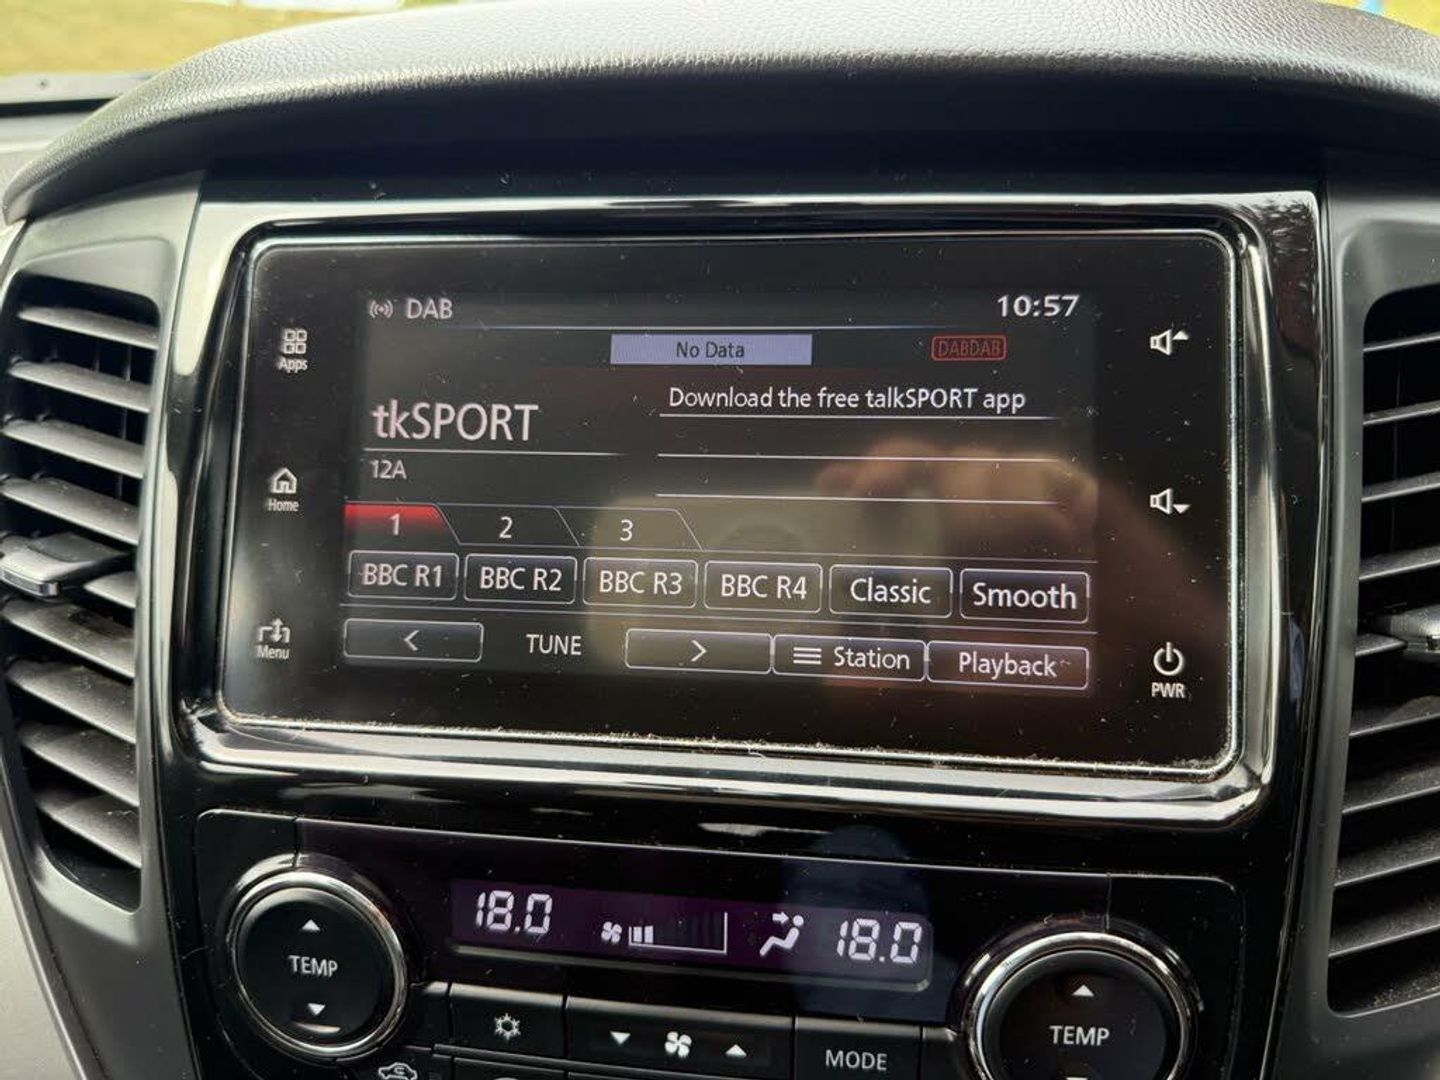 DAB 10:57
No Data DABDAB
Apps
Download the free talkSPORT app
tkSPORT
12A
Home
1 2 3
BBC R1 BBC R2 BBC R3 BBC R4 Classic Smooth
< TUNE > Station Playback
Menu
PWR
18.0 18.0
TEMP
TEMP
MODE